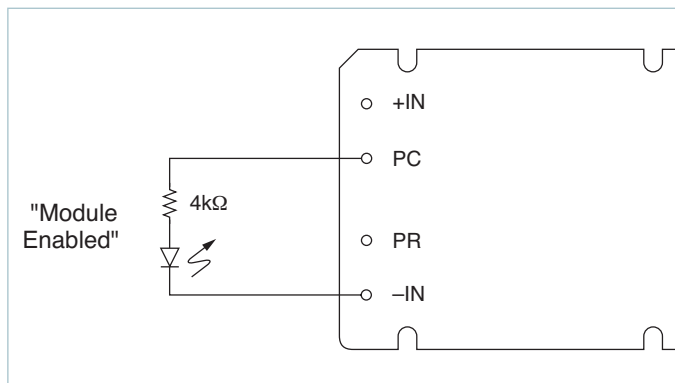 +IN
PC
4kΩ
"Module
Enabled"
PR
–IN